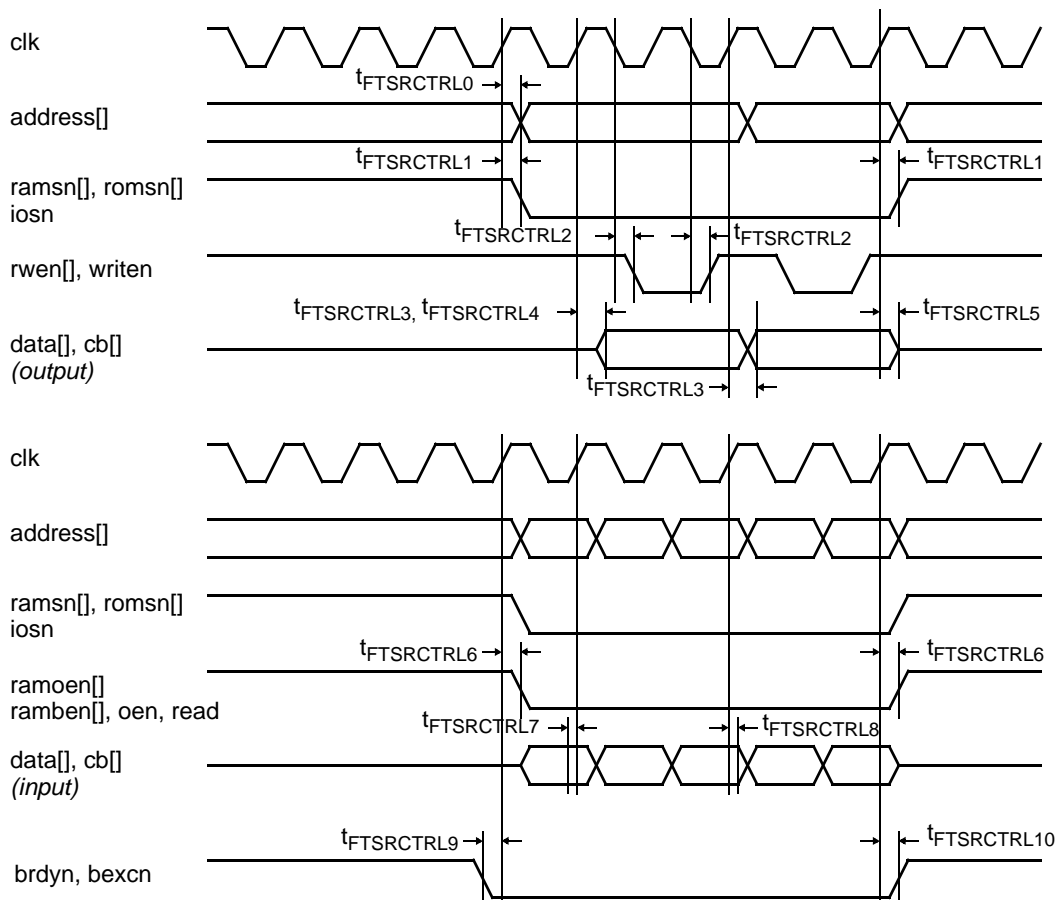 clk
tFTSRCTRL0
address[]
tFTSRCTRL1 tFTSRCTRL1
ramsn[], romsn[]
iosn
tFTSRCTRL2 tFTSRCTRL2
rwen[], writen
tFTSRCTRL3, tFTSRCTRL4 tFTSRCTRL5
data[], cb[]
(output)
tFTSRCTRL3
clk
address[]
ramsn[], romsn[]
iosn
tFTSRCTRL6 tFTSRCTRL6
ramoen[]
ramben[], oen, read
tFTSRCTRL7 tFTSRCTRL8
data[], cb[]
(input)
tFTSRCTRL9 tFTSRCTRL10
brdyn, bexcn